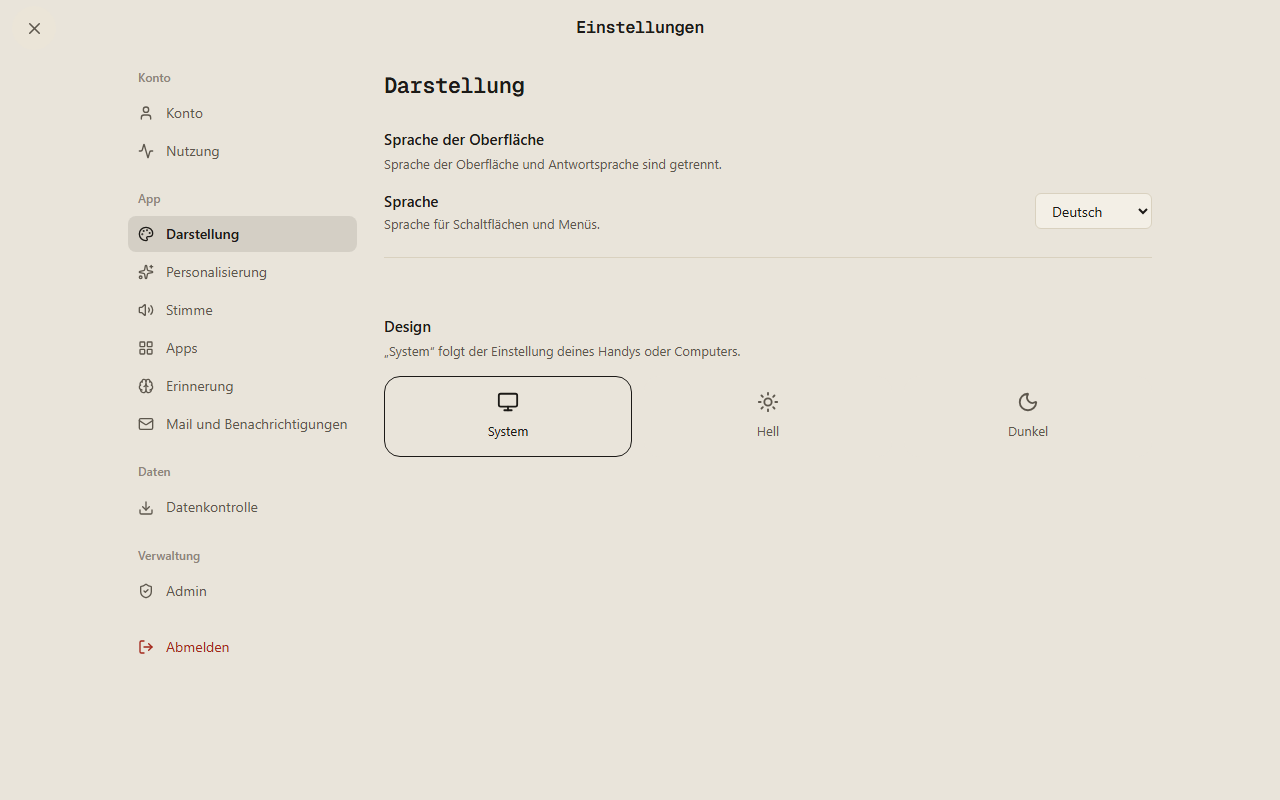 Einstellungen
Konto
Konto
Nutzung
App
Darstellung
Personalisierung
Stimme
Apps
Erinnerung
Mail und Benachrichtigungen
Daten
Datenkontrolle
Verwaltung
Admin
Abmelden
Darstellung
Sprache der Oberfläche
Sprache der Oberfläche und Antwortsprache sind getrennt.
Sprache
Sprache für Schaltflächen und Menüs.
Deutsch
Design
„System“ folgt der Einstellung deines Handys oder Computers.
System
Hell
Dunkel